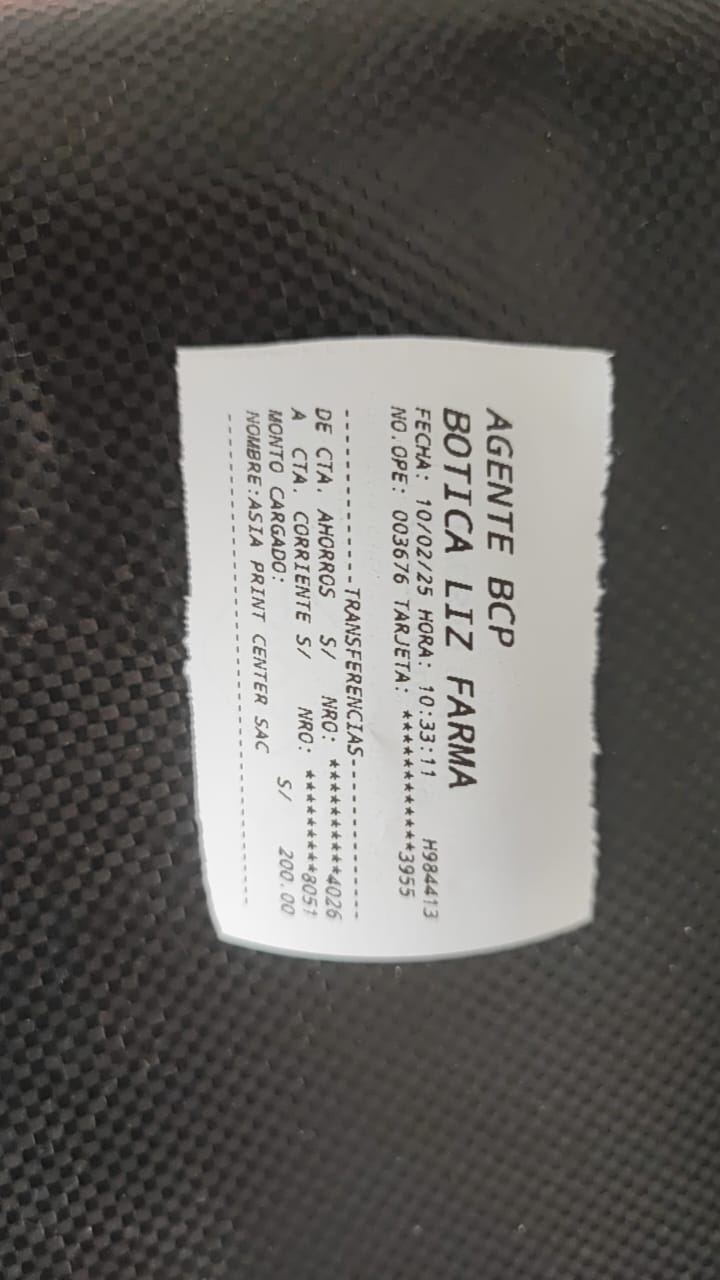 AGENTE BCP
BOTICA LIZ FARMA
FECHA: 10/02/25 HORA: 10:33:11 H984413
NO.OPE: 003676 TARJETA: ************3955
------------TRANSFERENCIAS-------------
DE CTA. AHORROS S/ NRO: **********4026
A CTA. CORRIENTE S/ NRO: *********8051
MONTO CARGADO: S/ 200.00
NOMBRE:ASIA PRINT CENTER SAC
----------------------------------------